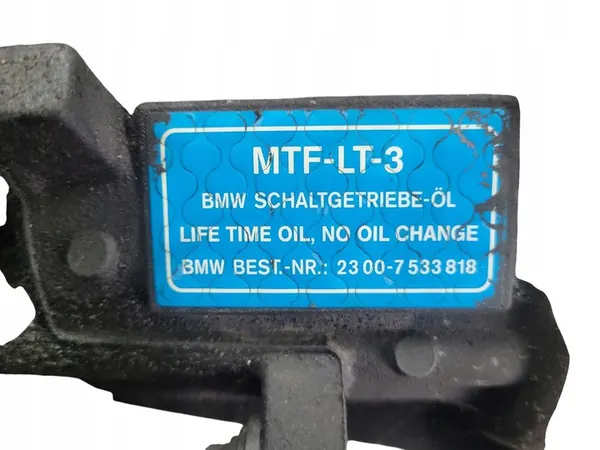 MTF-LT-3
BMW SCHALTGETRIEBE-ÖL
LIFE TIME OIL, NO OIL CHANGE
BMW BEST.-NR.: 23 00-7 533 818